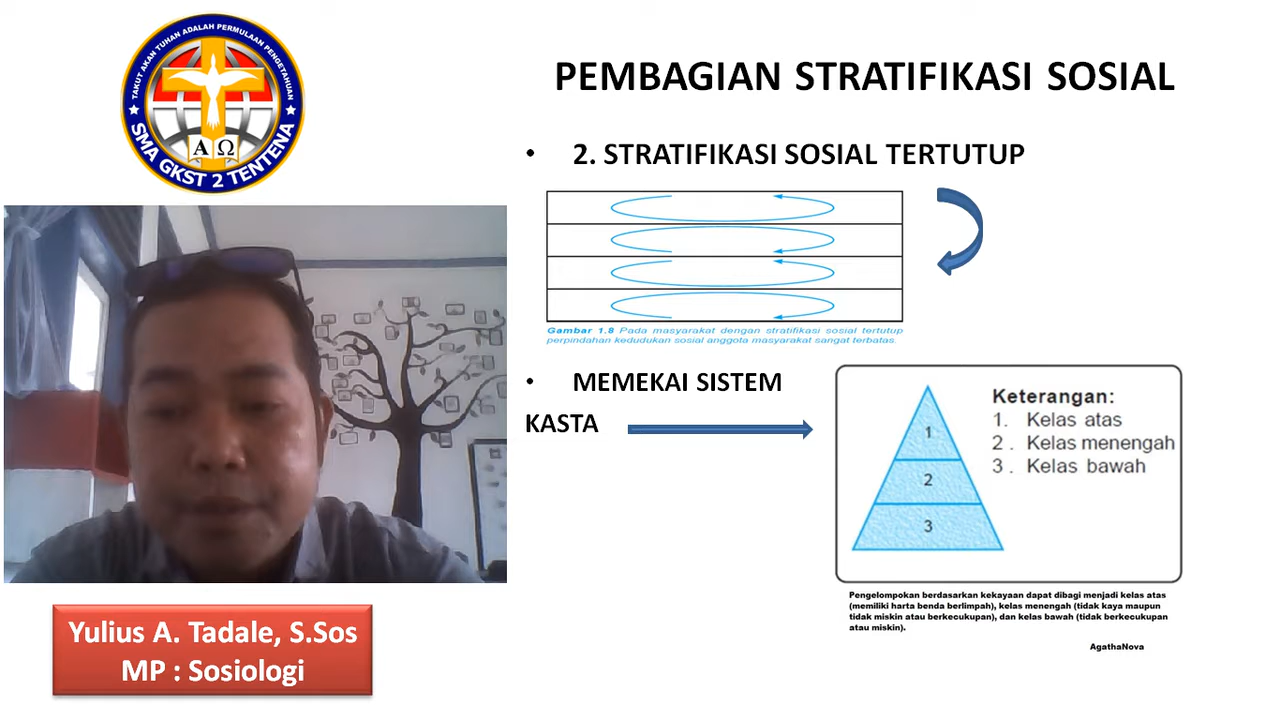 TAKUT AKAN TUHAN ADALAH PERMULAAN PENGETAHUAN
A Ω
SMA GKST 2 TENTENA
Yulius A. Tadale, S.Sos
MP : Sosiologi
PEMBAGIAN STRATIFIKASI SOSIAL
• 2. STRATIFIKASI SOSIAL TERTUTUP
Gambar 1.8 Pada masyarakat dengan stratifikasi sosial tertutup
perpindahan kedudukan sosial anggota masyarakat sangat terbatas.
• MEMEKAI SISTEM
KASTA
1
2
3
Keterangan:
1. Kelas atas
2 . Kelas menengah
3 . Kelas bawah
Pengelompokan berdasarkan kekayaan dapat dibagi menjadi kelas atas
(memiliki harta benda berlimpah), kelas menengah (tidak kaya maupun
tidak miskin atau berkecukupan), dan kelas bawah (tidak berkecukupan
atau miskin).
AgathaNova